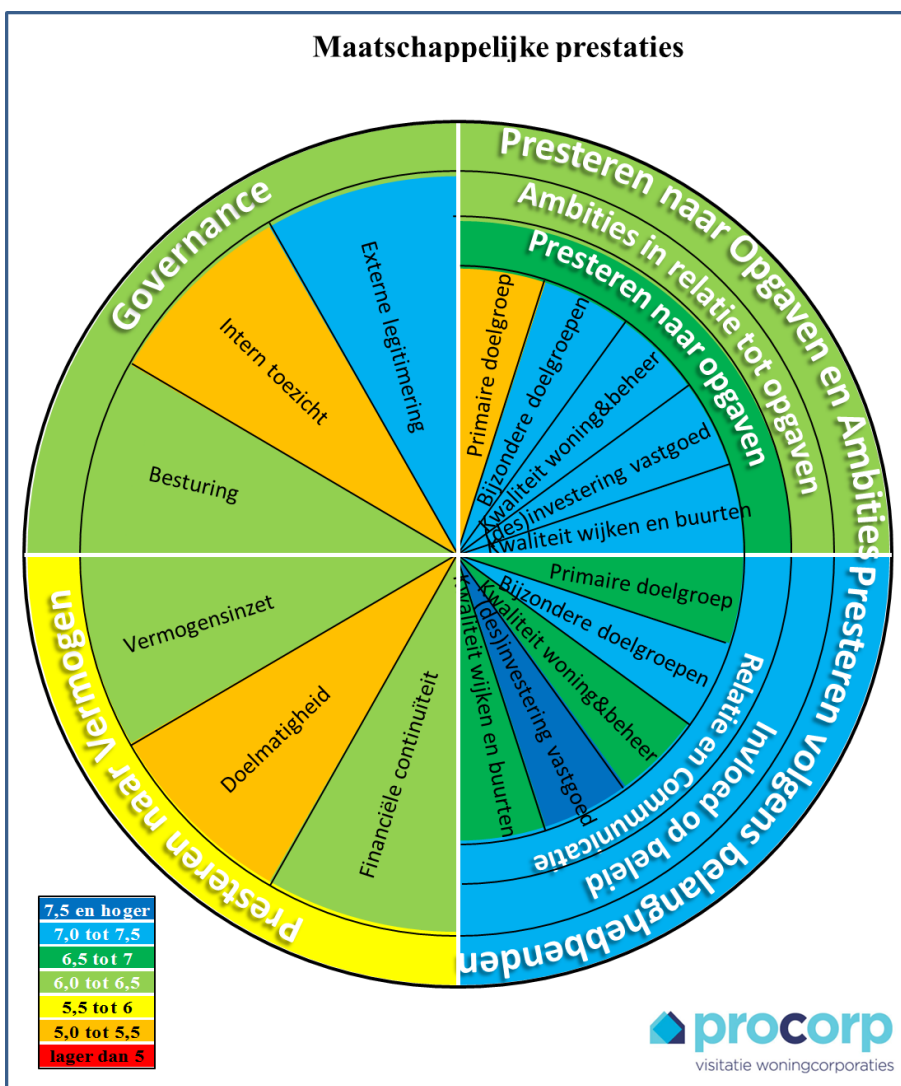 Maatschappelijke prestaties
Governance
Externe legitimering
Intern toezicht
Besturing
Presteren naar Opgaven en Ambities
Ambities in relatie tot opgaven
Presteren naar opgaven
Primaire doelgroep
Bijzondere doelgroepen
Kwaliteit woning&beheer
(des)investering vastgoed
Kwaliteit wijken en buurten
Presteren naar Vermogen
Vermogensinzet
Doelmatigheid
Financiële continuïteit
Presteren volgens belanghebbenden
Invloed op beleid
Relatie en Communicatie
Primaire doelgroep
Bijzondere doelgroepen
Kwaliteit woning&beheer
(des)investering vastgoed
Kwaliteit wijken en buurten
7,5 en hoger
7,0 tot 7,5
6,5 tot 7
6,0 tot 6,5
5,5 tot 6
5,0 tot 5,5
lager dan 5
procorp
visitatie woningcorporaties